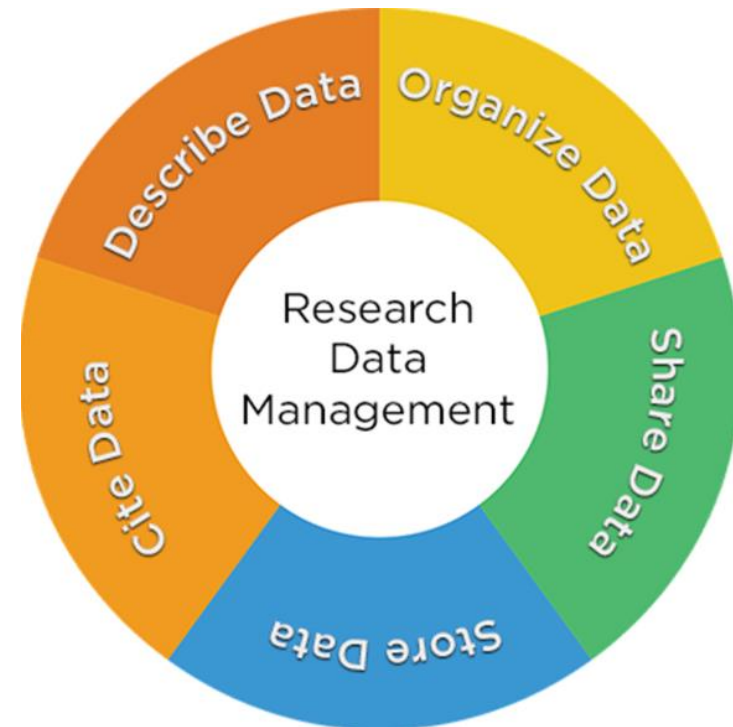 Describe Data
Organize Data
Share Data
Store Data
Cite Data
Research
Data
Management